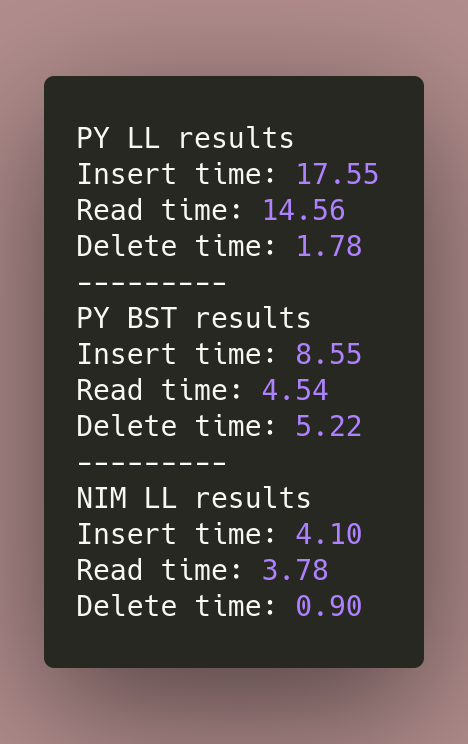 PY LL results
Insert time: 17.55
Read time: 14.56
Delete time: 1.78
---------
PY BST results
Insert time: 8.55
Read time: 4.54
Delete time: 5.22
---------
NIM LL results
Insert time: 4.10
Read time: 3.78
Delete time: 0.90